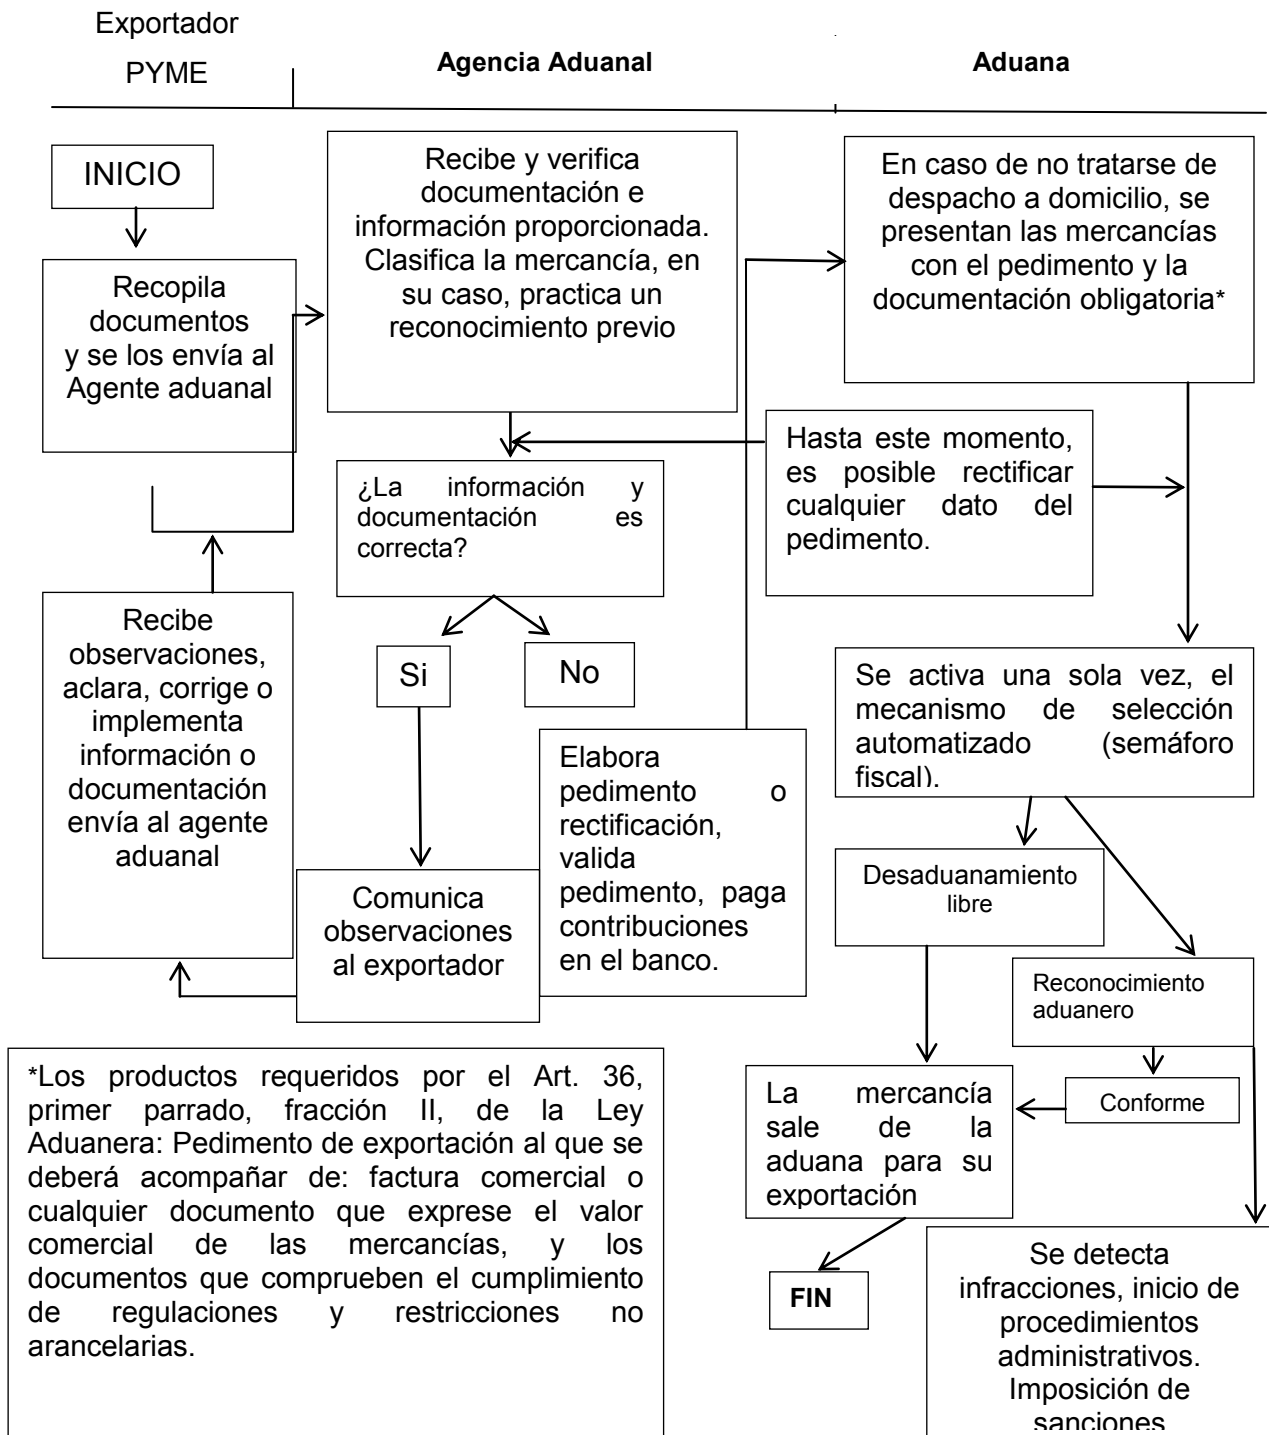 Exportador
PYME
Agencia Aduanal
Aduana
INICIO
Recopila
documentos
y se los envía al
Agente aduanal
Recibe
observaciones,
aclara, corrige o
implementa
información o
documentación
envía al agente
aduanal
Recibe y verifica
documentación e
información proporcionada.
Clasifica la mercancía, en
su caso, practica un
reconocimiento previo
¿La información y
documentación es
correcta?
Si
No
Comunica
observaciones
al exportador
Elabora
pedimento o
rectificación,
valida
pedimento, paga
contribuciones
en el banco.
En caso de no tratarse de
despacho a domicilio, se
presentan las mercancías
con el pedimento y la
documentación obligatoria*
Hasta este momento,
es posible rectificar
cualquier dato del
pedimento.
Se activa una sola vez, el
mecanismo de selección
automatizado (semáforo
fiscal).
Desaduanamiento
libre
Reconocimiento
aduanero
Conforme
La mercancía
sale de la
aduana para su
exportación
FIN
Se detecta
infracciones, inicio de
procedimientos
administrativos.
Imposición de
sanciones
*Los productos requeridos por el Art. 36,
primer parrado, fracción II, de la Ley
Aduanera: Pedimento de exportación al que se
deberá acompañar de: factura comercial o
cualquier documento que exprese el valor
comercial de las mercancías, y los
documentos que comprueben el cumplimiento
de regulaciones y restricciones no
arancelarias.